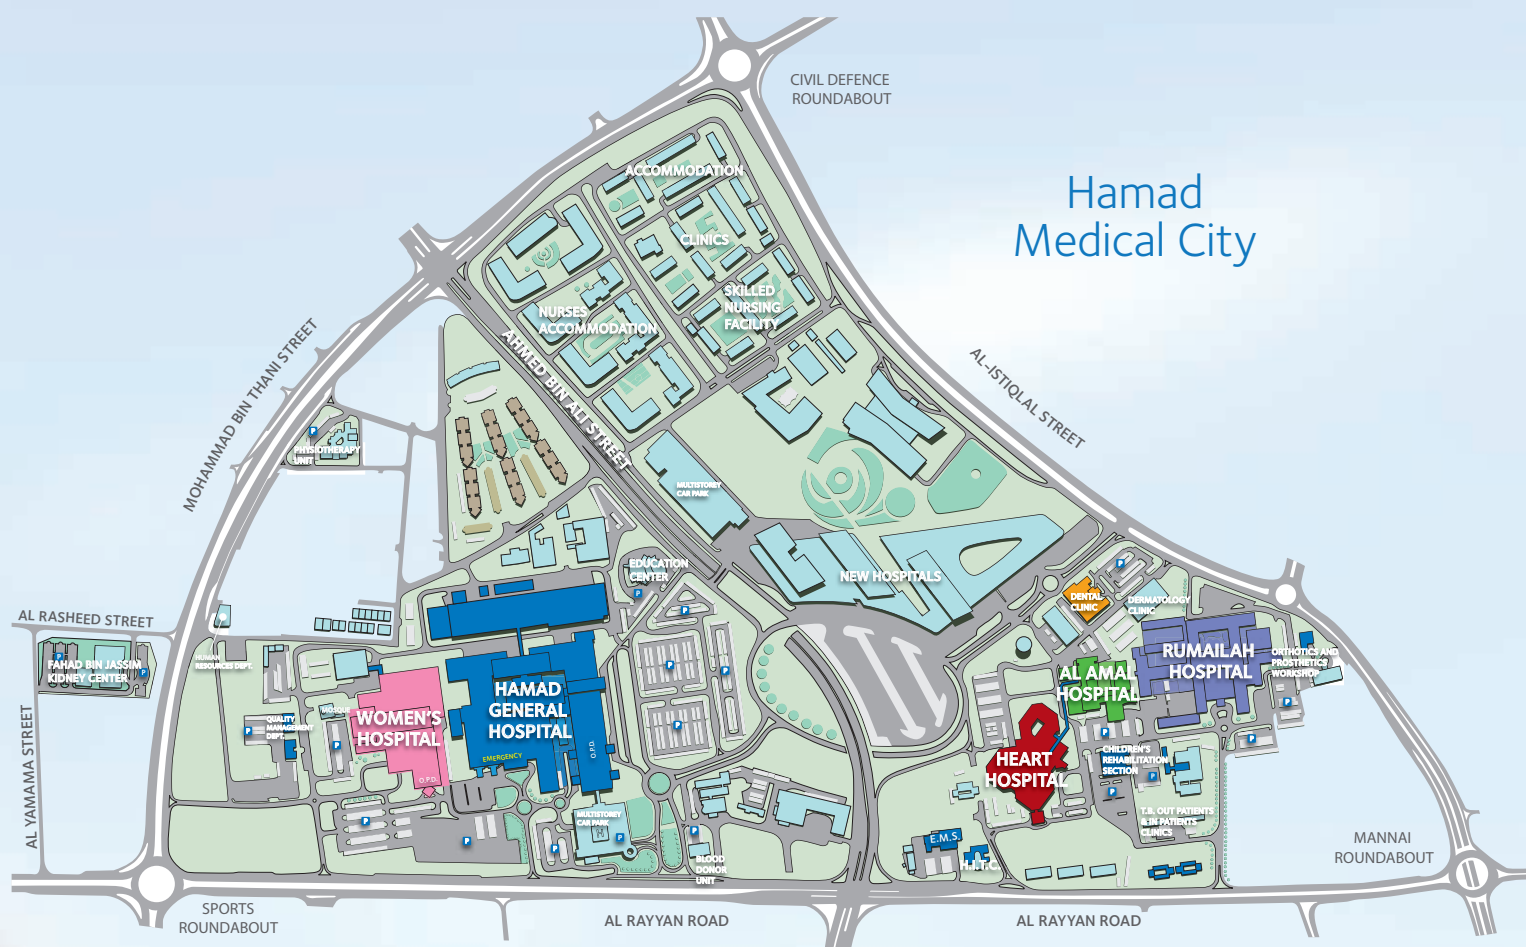 Hamad
Medical City
CIVIL DEFENCE
ROUNDABOUT
ACCOMMODATION
CLINICS
SKILLED
NURSING
FACILITY
NURSES
ACCOMMODATION
AHMED BIN ALI STREET
AL-ISTIQLAL STREET
MOHAMMAD BIN THANI STREET
P
PHYSIOTHERAPY
UNIT
MULTISTOREY
CAR PARK
EDUCATION
CENTER
P
P
NEW HOSPITALS
P
DENTAL
CLINIC
DERMATOLOGY
CLINIC
AL RASHEED STREET
P
P
FAHAD BIN JASSIM
KIDNEY CENTER
HUMAN
RESOURCES DEPT.
AL YAMAMA STREET
MOSQUE
P
QUALITY
MANAGEMENT
DEPT.
P
WOMEN'S
HOSPITAL
O.P.D.
HAMAD
GENERAL
HOSPITAL
EMERGENCY
O.P.D.
P
P
P
AL AMAL
HOSPITAL
RUMAILAH
HOSPITAL
ORTHOTICS AND
PROSTHETICS
WORKSHOP
P
P
P
HEART
HOSPITAL
CHILDREN'S
REHABILITATION
SECTION
P
P
T.B. OUT PATIENTS
& IN PATIENTS
CLINICS
P
P
P
MULTISTOREY
CAR PARK
H
P
P
BLOOD
DONOR
UNIT
E.M.S.
H.I.T.C.
MANNAI
ROUNDABOUT
SPORTS
ROUNDABOUT
AL RAYYAN ROAD
AL RAYYAN ROAD